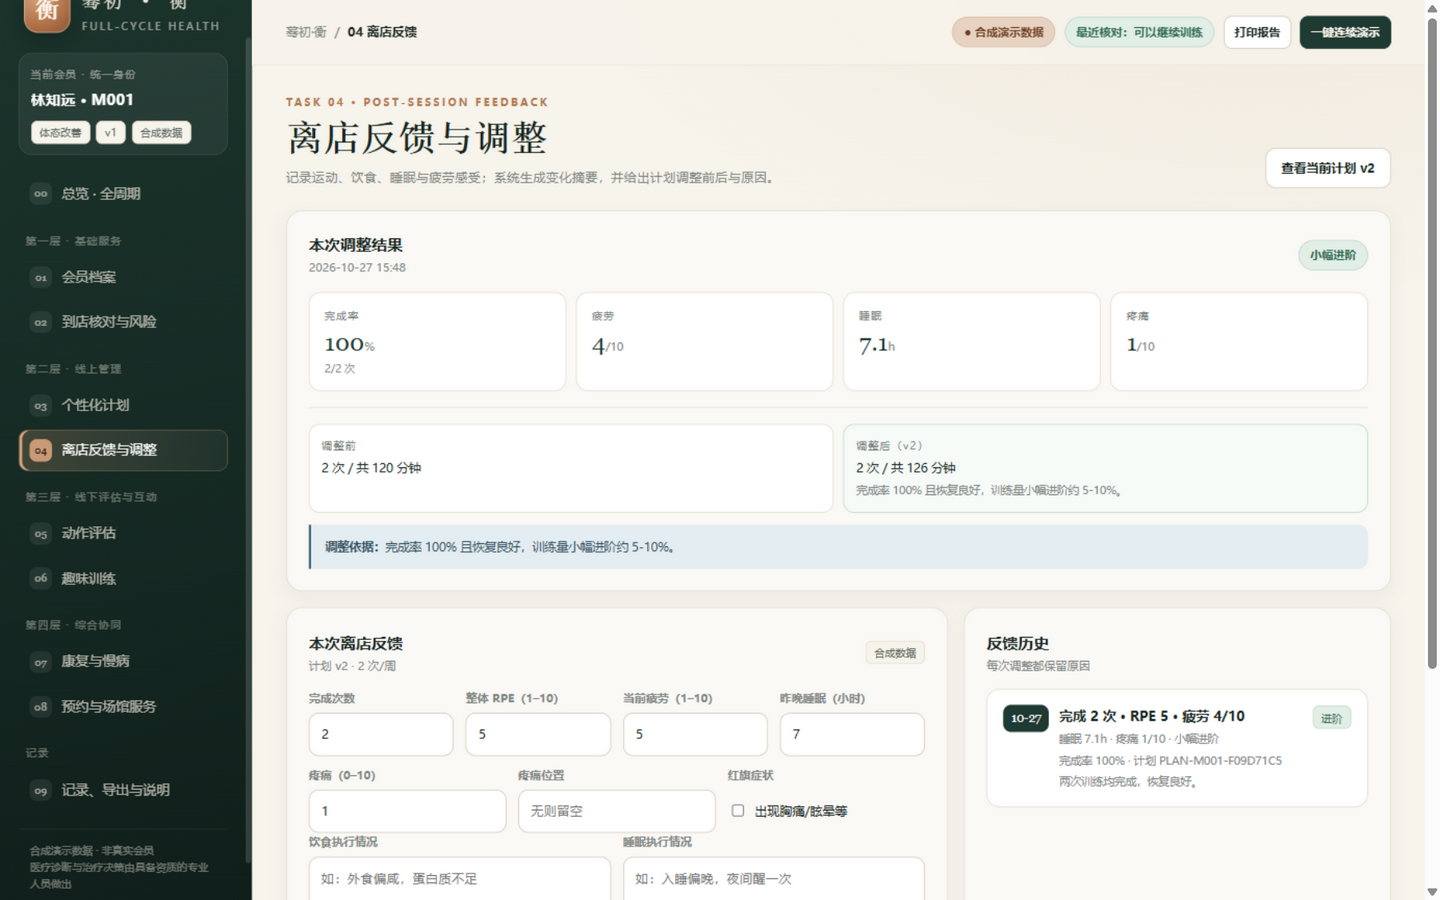 衡
骞初 · 衡
FULL-CYCLE HEALTH
当前会员 · 统一身份
林知远 • M001
体态改善
v1
合成数据
00 总览 · 全周期
第一层 · 基础服务
01 会员档案
02 到店核对与风险
第二层 · 线上管理
03 个性化计划
04 离店反馈与调整
第三层 · 线下评估与互动
05 动作评估
06 趣味训练
第四层 · 综合协同
07 康复与慢病
08 预约与场馆服务
记录
09 记录、导出与说明
合成演示数据 · 非真实会员
医疗诊断与治疗决策由具备资质的专业
人员做出
骞初·衡 / 04 离店反馈
• 合成演示数据
最近核对：可以继续训练
打印报告
一键连续演示
TASK 04 • POST-SESSION FEEDBACK
离店反馈与调整
记录运动、饮食、睡眠与疲劳感受；系统生成变化摘要，并给出计划调整前后与原因。
查看当前计划 v2
本次调整结果
2026-10-27 15:48
小幅进阶
完成率
100%
2/2 次
疲劳
4/10
睡眠
7.1h
疼痛
1/10
调整前
2 次 / 共 120 分钟
调整后（v2）
2 次 / 共 126 分钟
完成率 100% 且恢复良好，训练量小幅进阶约 5-10%。
调整依据：完成率 100% 且恢复良好，训练量小幅进阶约 5-10%。
本次离店反馈
计划 v2 · 2 次/周
合成数据
完成次数
2
整体 RPE（1–10）
5
当前疲劳（1–10）
5
昨晚睡眠（小时）
7
疼痛（0–10）
1
疼痛位置
无则留空
红旗症状
出现胸痛/眩晕等
饮食执行情况
如：外食偏咸，蛋白质不足
睡眠执行情况
如：入睡偏晚，夜间醒一次
反馈历史
每次调整都保留原因
10-27
完成 2 次 • RPE 5 • 疲劳 4/10
进阶
睡眠 7.1h · 疼痛 1/10 · 小幅进阶
完成率 100% · 计划 PLAN-M001-F09D71C5
两次训练均完成，恢复良好。